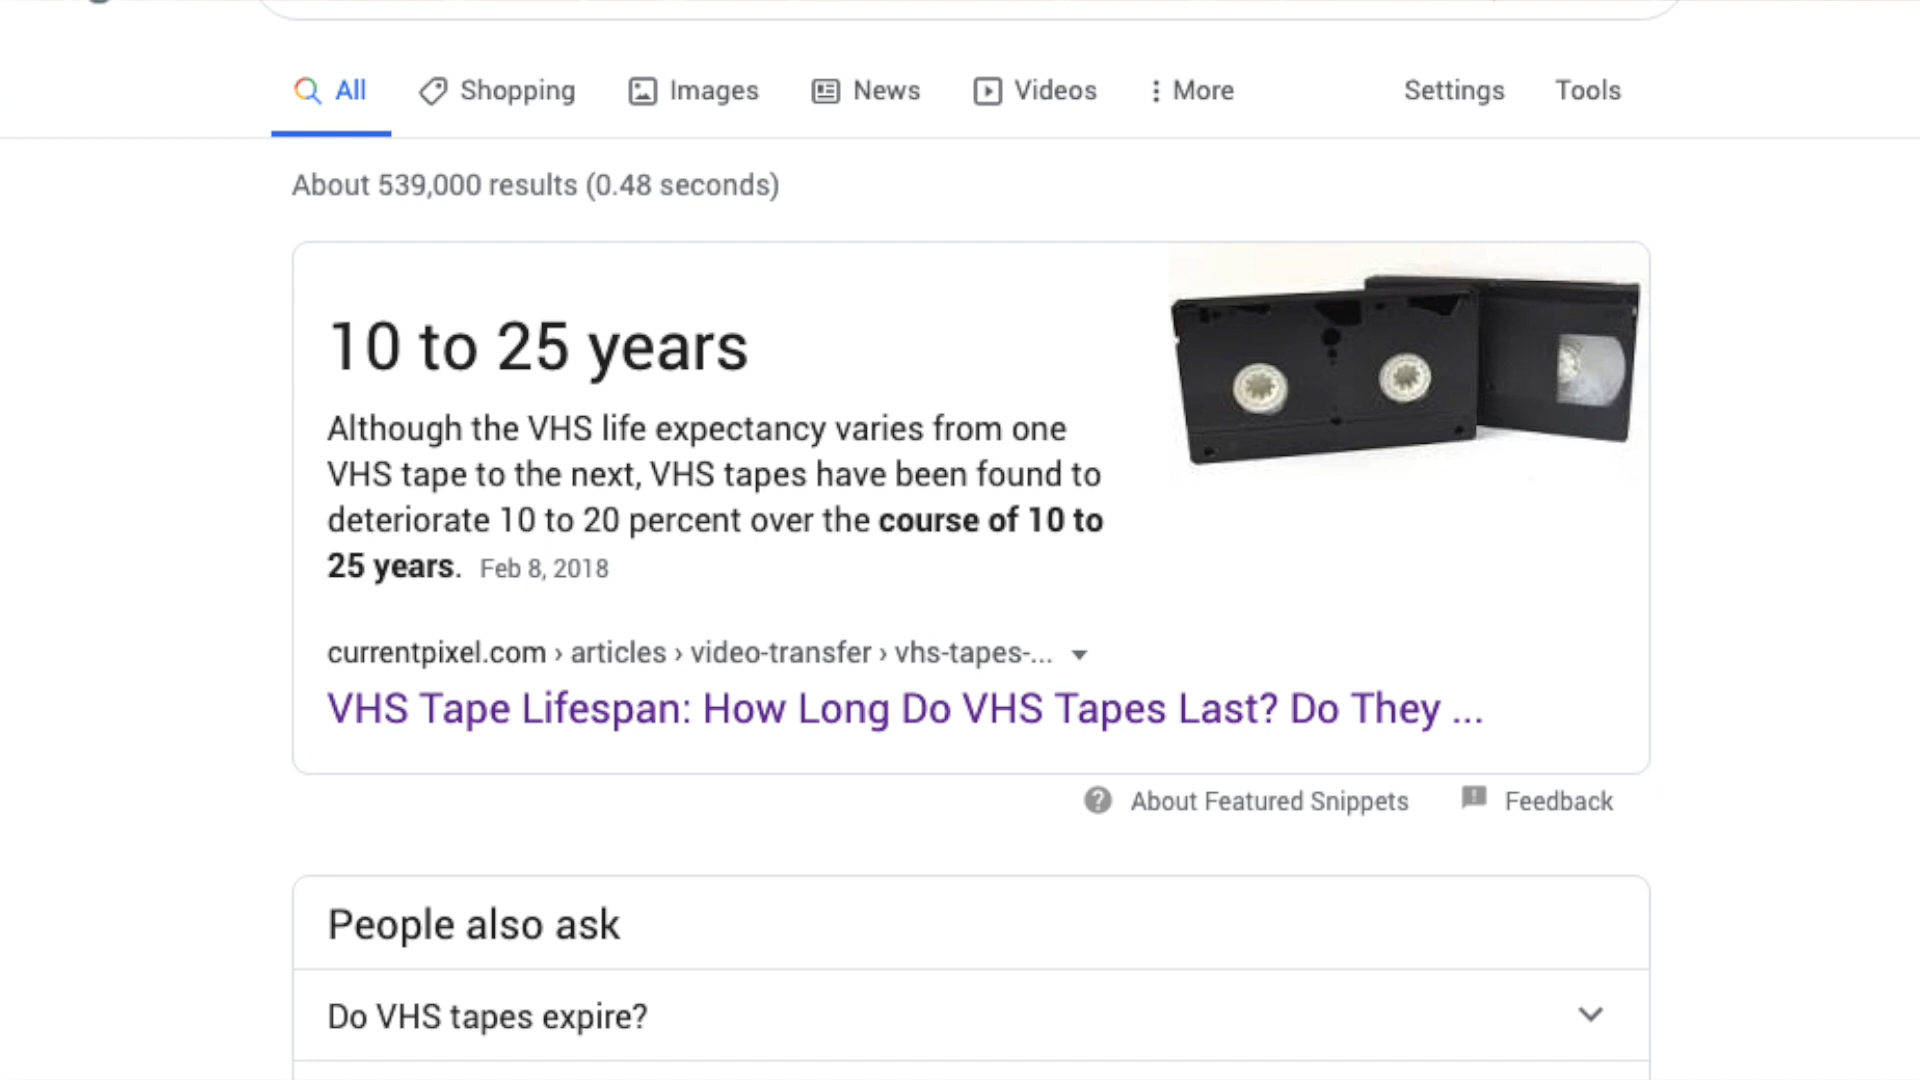 All
Shopping
Images
News
Videos
More
Settings
Tools
About 539,000 results (0.48 seconds)
10 to 25 years
Although the VHS life expectancy varies from one
VHS tape to the next, VHS tapes have been found to
deteriorate 10 to 20 percent over the course of 10 to
25 years. Feb 8, 2018
currentpixel.com › articles › video-transfer › vhs-tapes-...
VHS Tape Lifespan: How Long Do VHS Tapes Last? Do They ...
About Featured Snippets
Feedback
People also ask
Do VHS tapes expire?